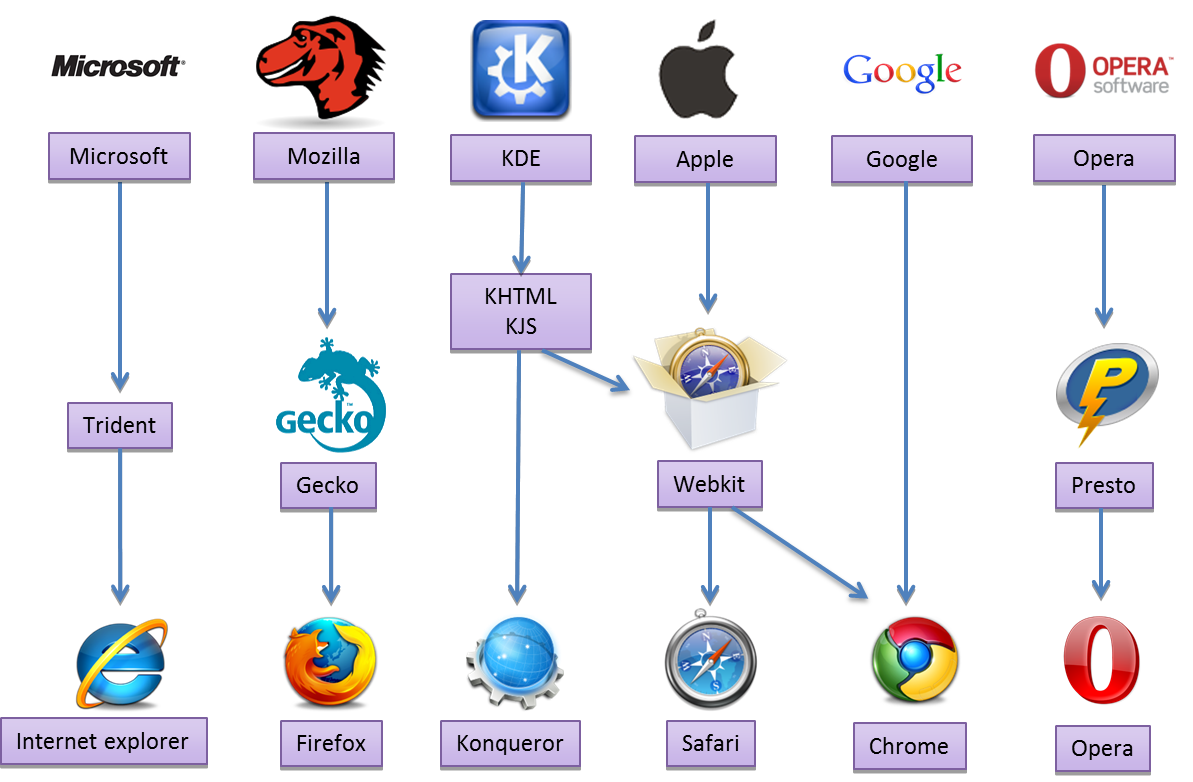 Microsoft
Google
OPERA
software
Microsoft
Mozilla
KDE
Apple
Google
Opera
KHTML
KJS
P
GECKO
Trident
Gecko
Webkit
Presto
Internet explorer
Firefox
Konqueror
Safari
Chrome
Opera